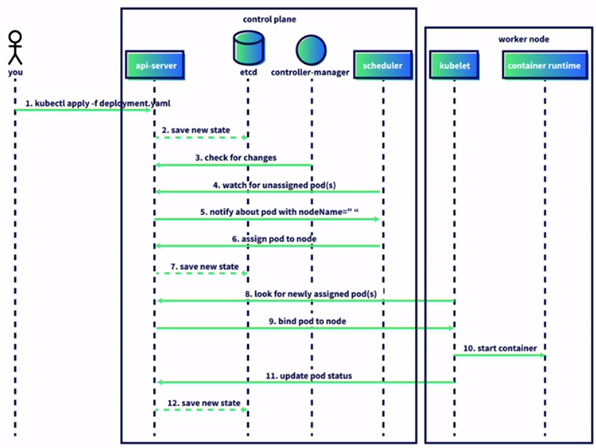 control plane
worker node
you
api-server
etcd
controller-manager
scheduler
kubelet
container runtime
1. kubectl apply -f deployment.yaml
2. save new state
3. check for changes
4. watch for unassigned pod(s)
5. notify about pod with nodeName=” “
6. assign pod to node
7. save new state
8. look for newly assigned pod(s)
9. bind pod to node
10. start container
11. update pod status
12. save new state